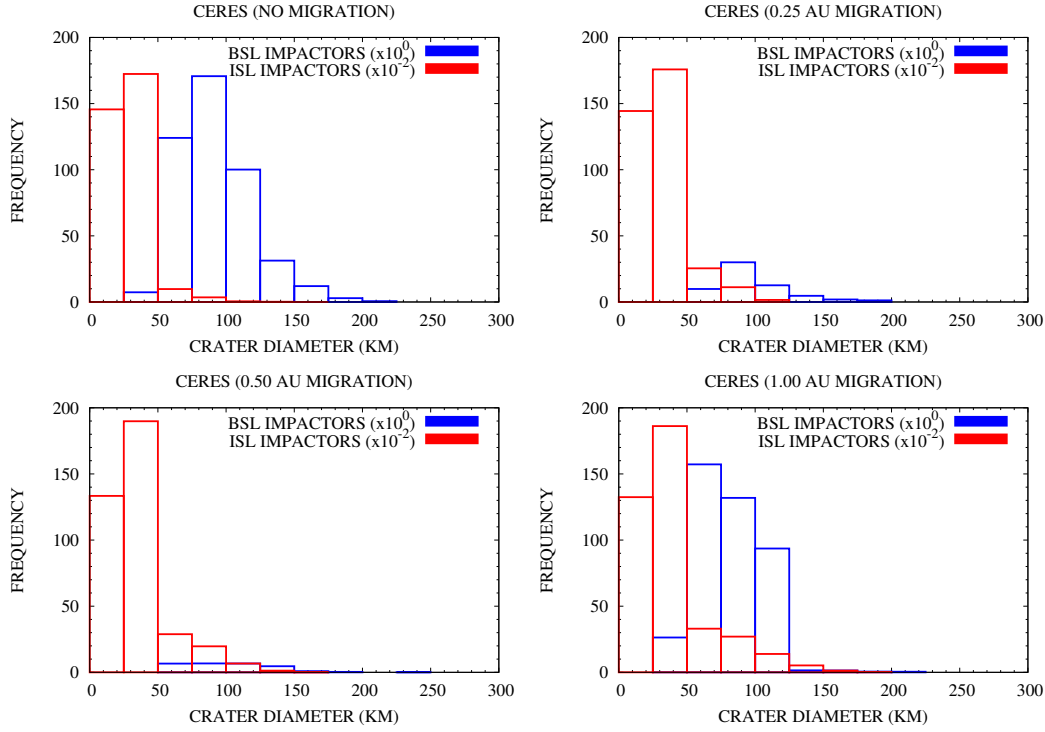 CERES (NO MIGRATION)
200
150
100
50
0
FREQUENCY
BSL IMPACTORS (x10^0)
ISL IMPACTORS (x10^-2)
0 50 100 150 200 250 300
CRATER DIAMETER (KM)
CERES (0.25 AU MIGRATION)
200
150
100
50
0
FREQUENCY
BSL IMPACTORS (x10^0)
ISL IMPACTORS (x10^-2)
0 50 100 150 200 250 300
CRATER DIAMETER (KM)
CERES (0.50 AU MIGRATION)
200
150
100
50
0
FREQUENCY
BSL IMPACTORS (x10^0)
ISL IMPACTORS (x10^-2)
0 50 100 150 200 250 300
CRATER DIAMETER (KM)
CERES (1.00 AU MIGRATION)
200
150
100
50
0
FREQUENCY
BSL IMPACTORS (x10^0)
ISL IMPACTORS (x10^-2)
0 50 100 150 200 250 300
CRATER DIAMETER (KM)